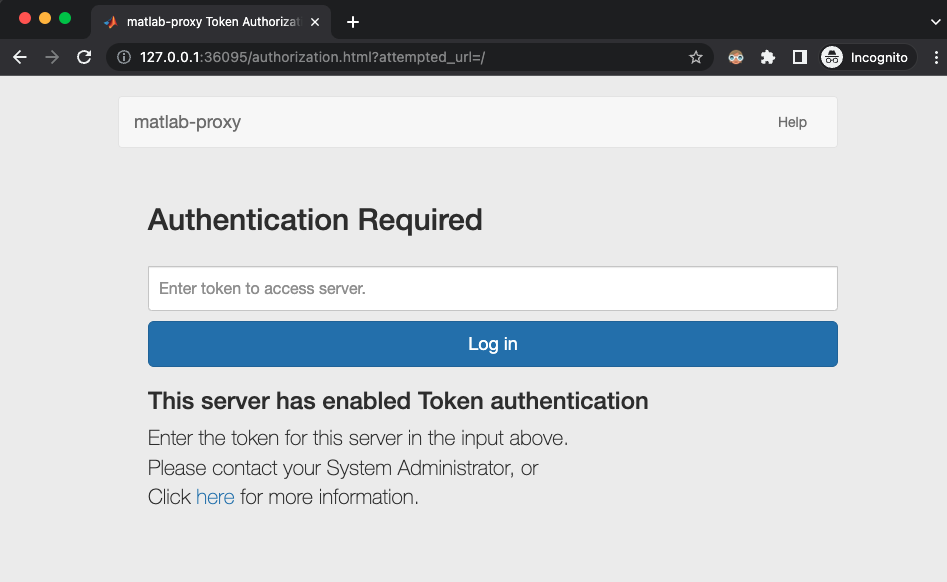 matlab-proxy Token Authorizat
127.0.0.1:36095/authorization.html?attempted_url=/
Incognito
matlab-proxy
Help
Authentication Required
Enter token to access server.
Log in
This server has enabled Token authentication
Enter the token for this server in the input above.
Please contact your System Administrator, or
Click here for more information.